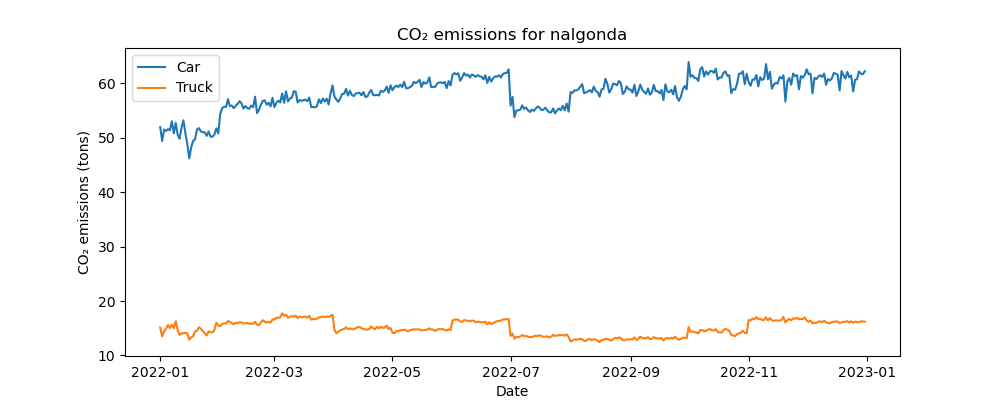 CO₂ emissions for nalgonda
Car
Truck
CO₂ emissions (tons)
60
50
40
30
20
10
2022-01 2022-03 2022-05 2022-07 2022-09 2022-11 2023-01
Date